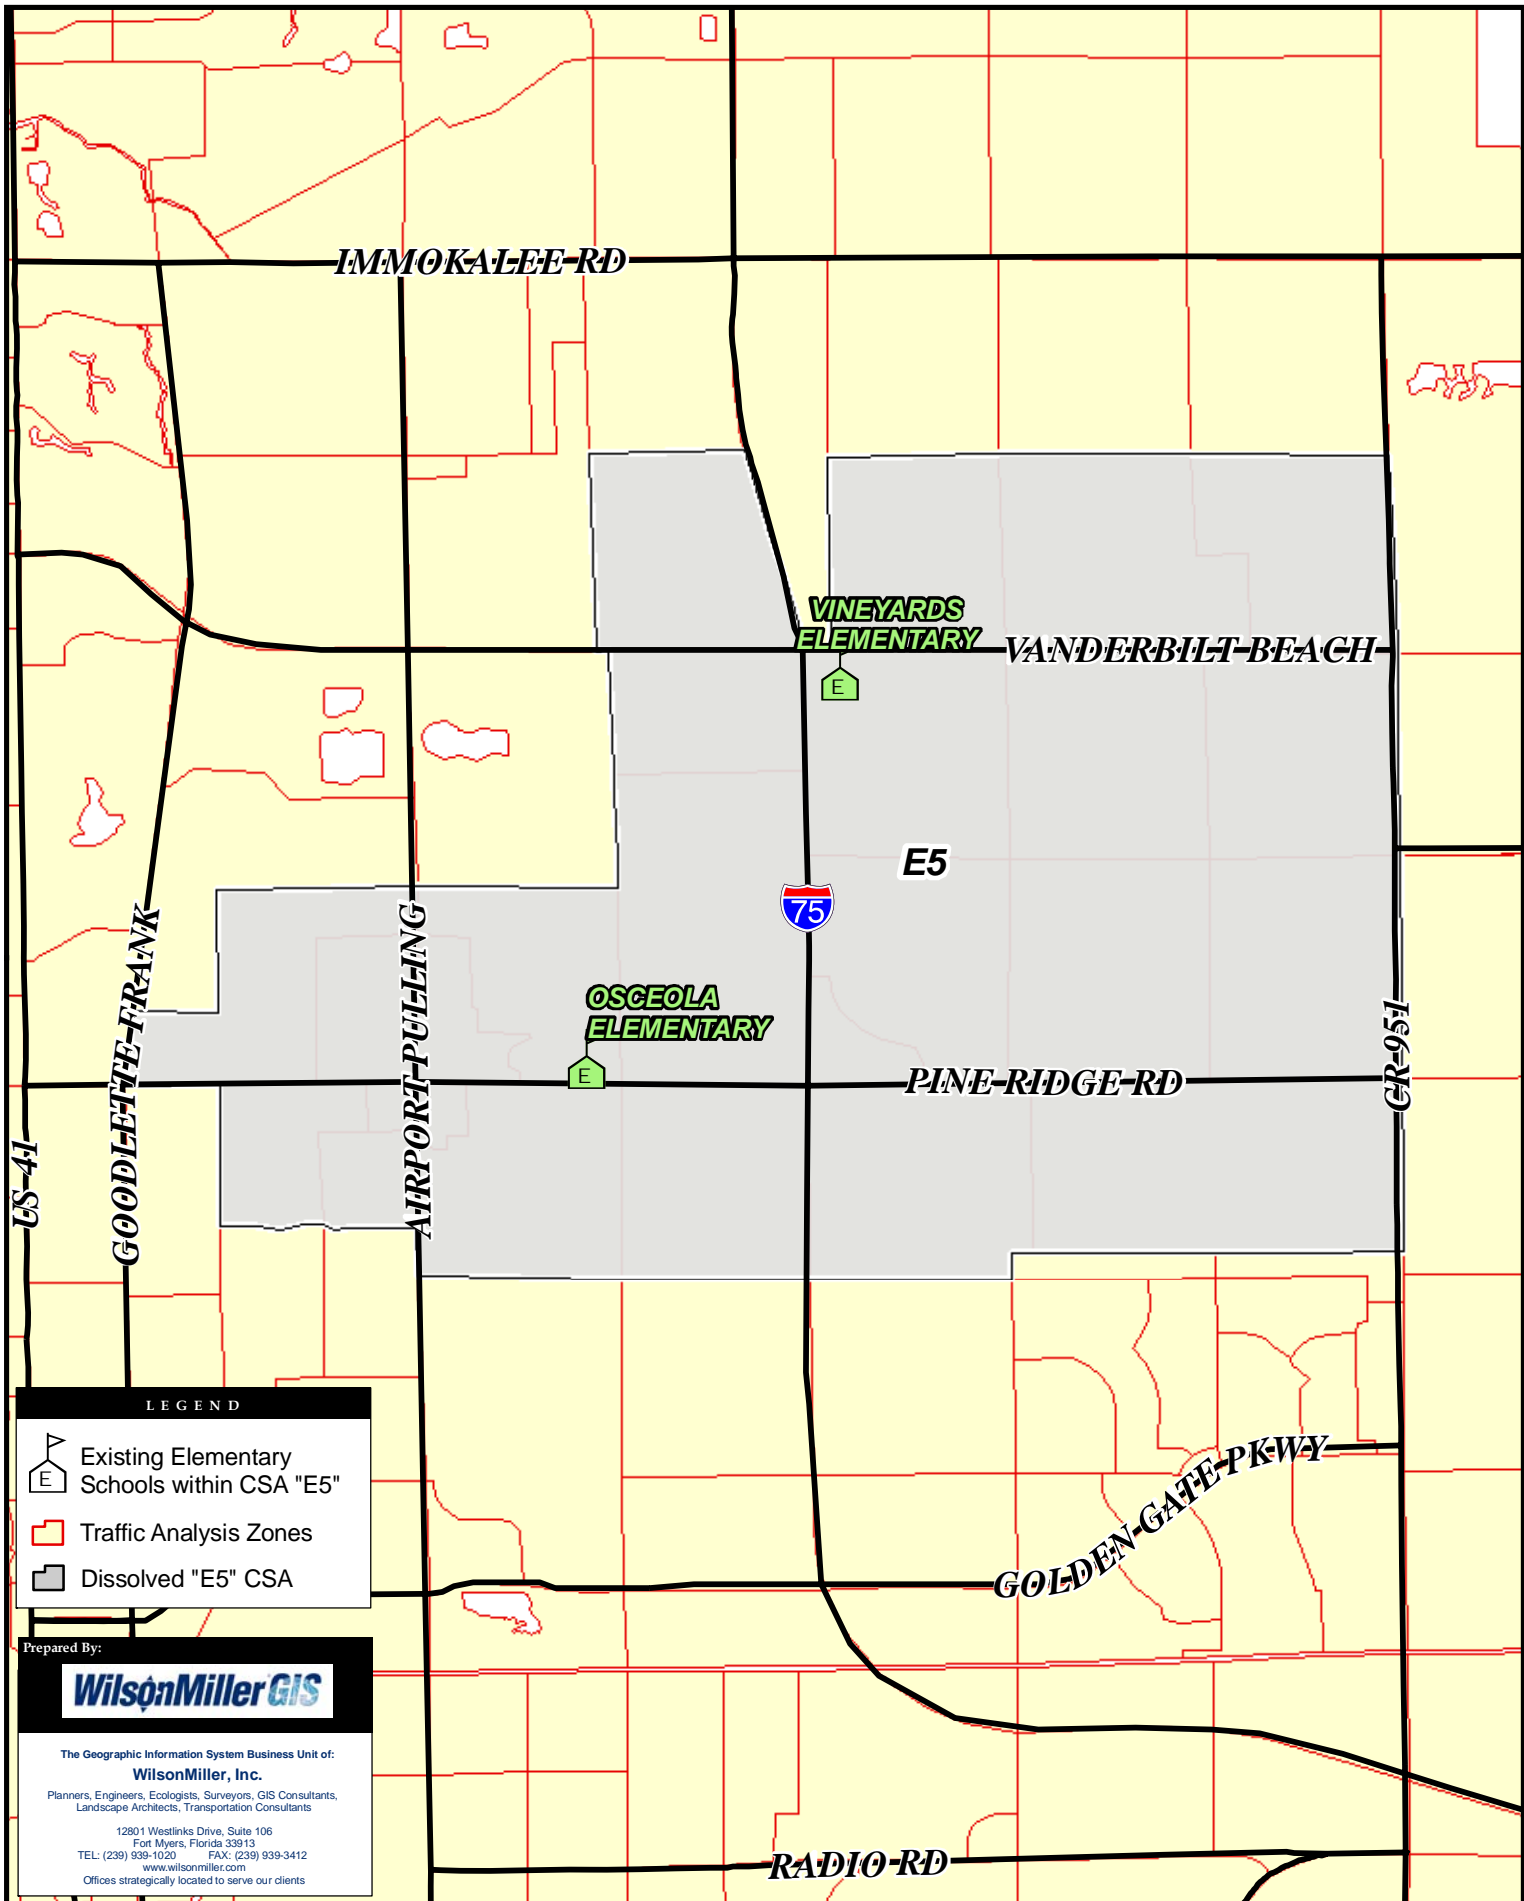 IMMOKALEE RD
VINEYARDS
ELEMENTARY
VANDERBILT BEACH
E
E5
75
GOODLETTE-FRANK
AIRPORT-PULLING
OSCEOLA
ELEMENTARY
E
PINE RIDGE RD
CR-951
US 41
GOLDEN GATE PKWY
RADIO RD
LEGEND
E
Existing Elementary
Schools within CSA "E5"
Traffic Analysis Zones
Dissolved "E5" CSA
Prepared By:
WilsonMiller GIS
The Geographic Information System Business Unit of:
WilsonMiller, Inc.
Planners, Engineers, Ecologists, Surveyors, GIS Consultants,
Landscape Architects, Transportation Consultants
12801 Westlinks Drive, Suite 106
Fort Myers, Florida 33913
TEL: (239) 939-1020 FAX: (239) 939-3412
www.wilsonmiller.com
Offices strategically located to serve our clients